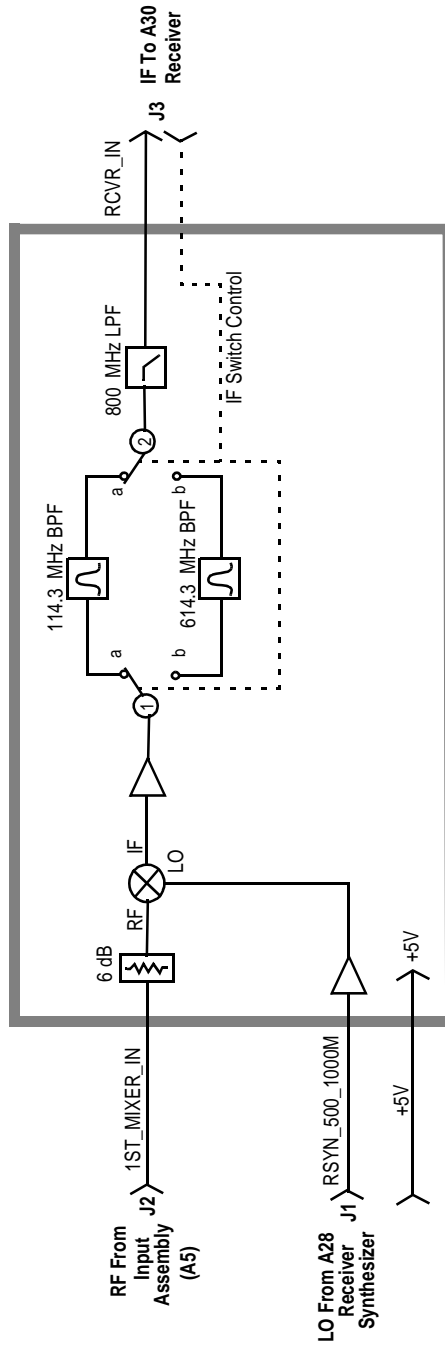 RF From
Input
Assembly
(A5)
J2
1ST_MIXER_IN
6 dB
RF
IF
LO
1
a
b
114.3 MHz BPF
614.3 MHz BPF
a
b
2
800 MHz LPF
RCVR_IN
J3
IF To A30
Receiver
IF Switch Control
LO From A28
Receiver
Synthesizer
J1
RSYN_500_1000M
+5V
+5V